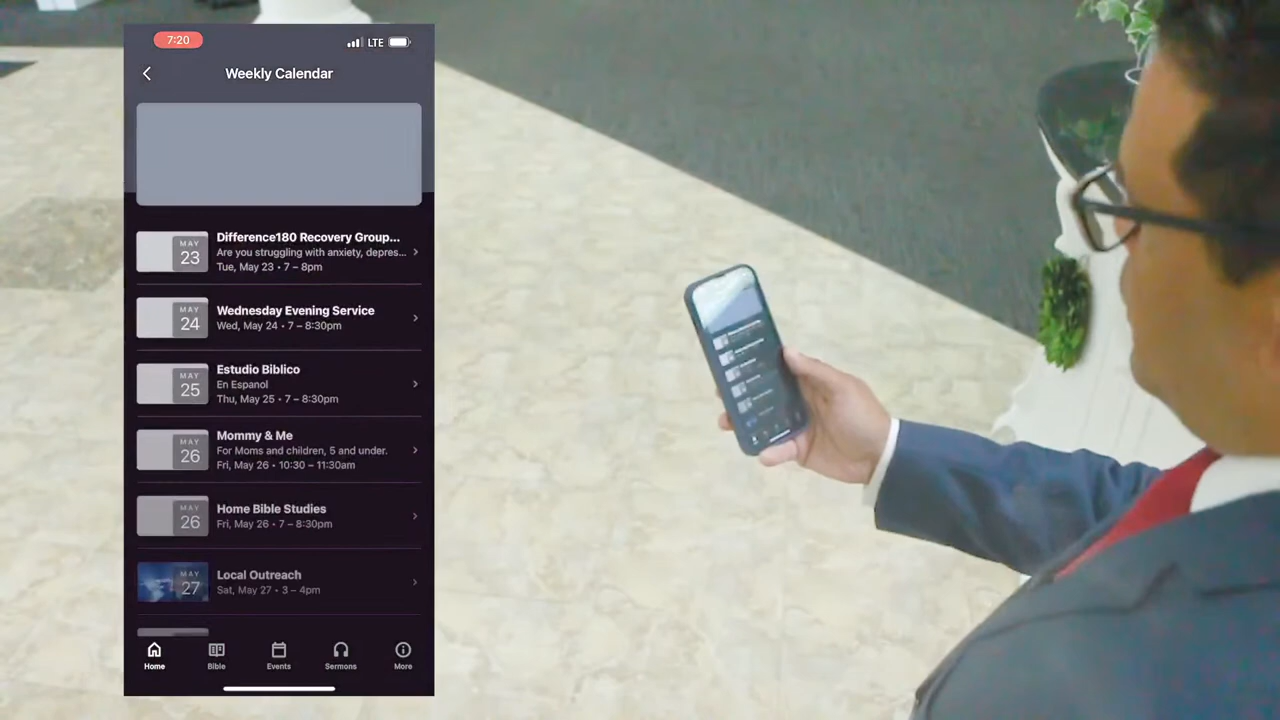 7:20
LTE
Weekly Calendar
MAY
23
Difference180 Recovery Group...
Are you struggling with anxiety, depres...
Tue, May 23 • 7 – 8pm
MAY
24
Wednesday Evening Service
Wed, May 24 • 7 – 8:30pm
MAY
25
Estudio Biblico
En Espanol
Thu, May 25 • 7 – 8:30pm
MAY
26
Mommy & Me
For Moms and children, 5 and under.
Fri, May 26 • 10:30 – 11:30am
MAY
26
Home Bible Studies
Fri, May 26 • 7 – 8:30pm
MAY
27
Local Outreach
Sat, May 27 • 3 – 4pm
Home
Bible
Events
Sermons
More